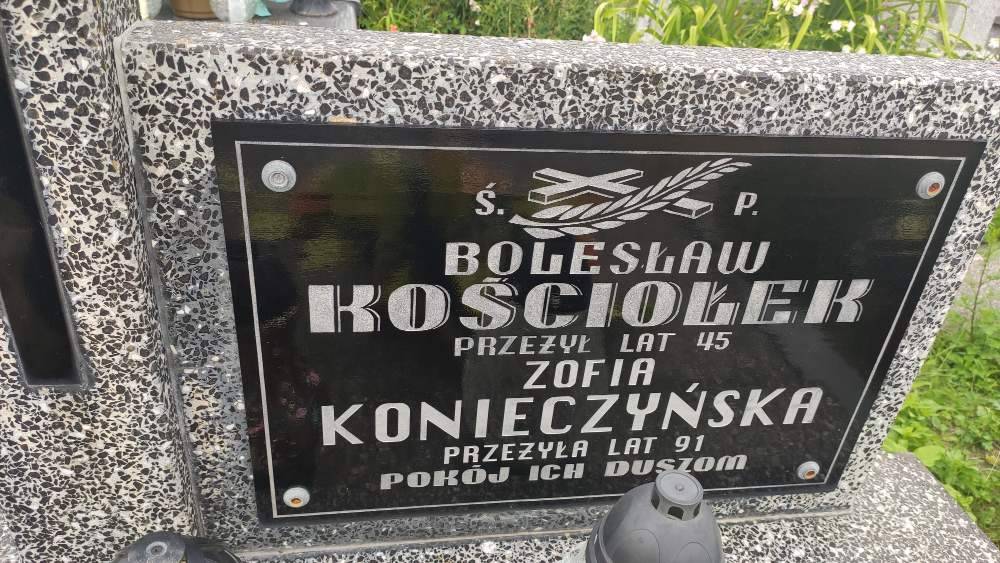 Ś. P.
BOLESŁAW
KOŚCIOŁEK
PRZEŻYŁ LAT 45
ZOFIA
KONIECZYŃSKA
PRZEŻYŁA LAT 91
POKÓJ ICH DUSZOM